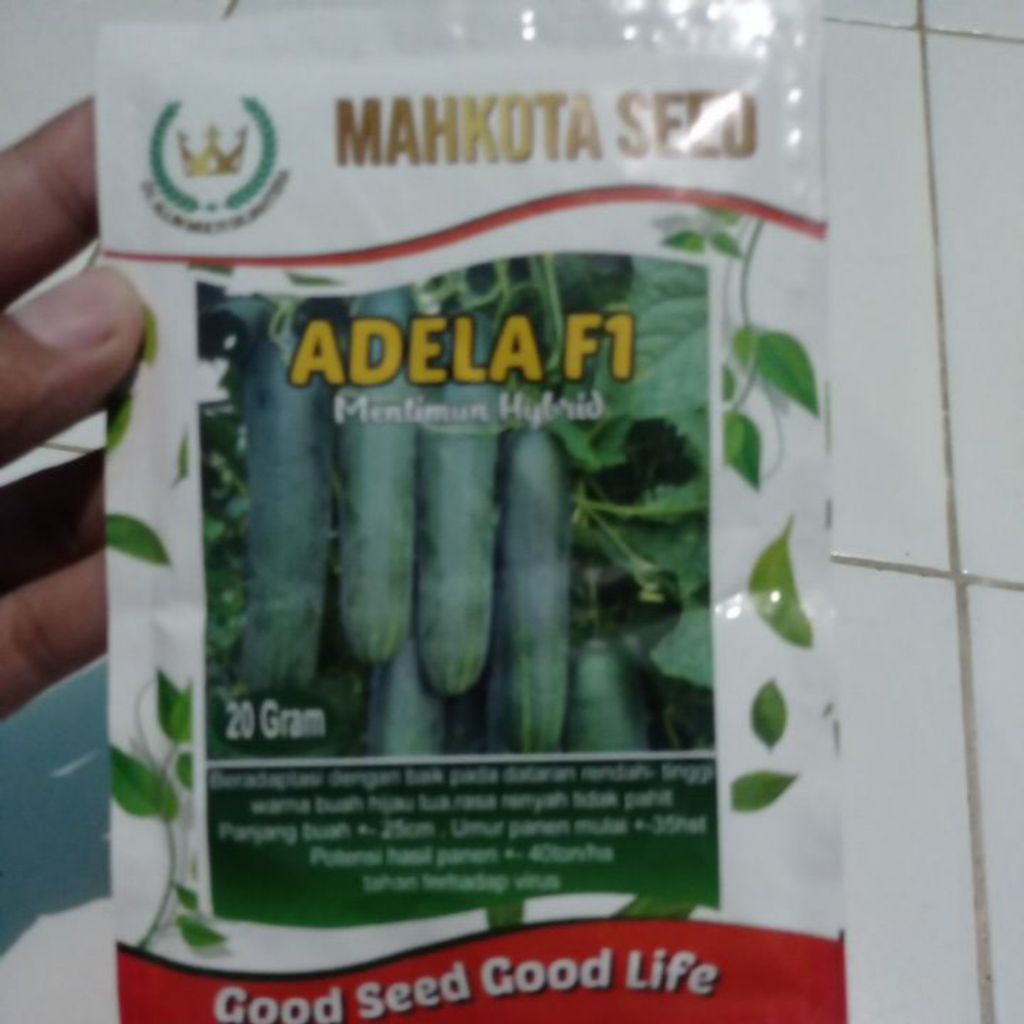 MAHKOTA SEED
ADELA F1
Mentimun Hybrid
20 Gram
Beradaptasi dengan baik pada dataran rendah- tinggi
warna buah hijau tua rasa renyah tidak pahit
Panjang buah +- 25cm . Umur panen mulai +-35hst
Potensi hasil panen +- 40ton/ha
tahan terhadap virus
Good Seed Good Life